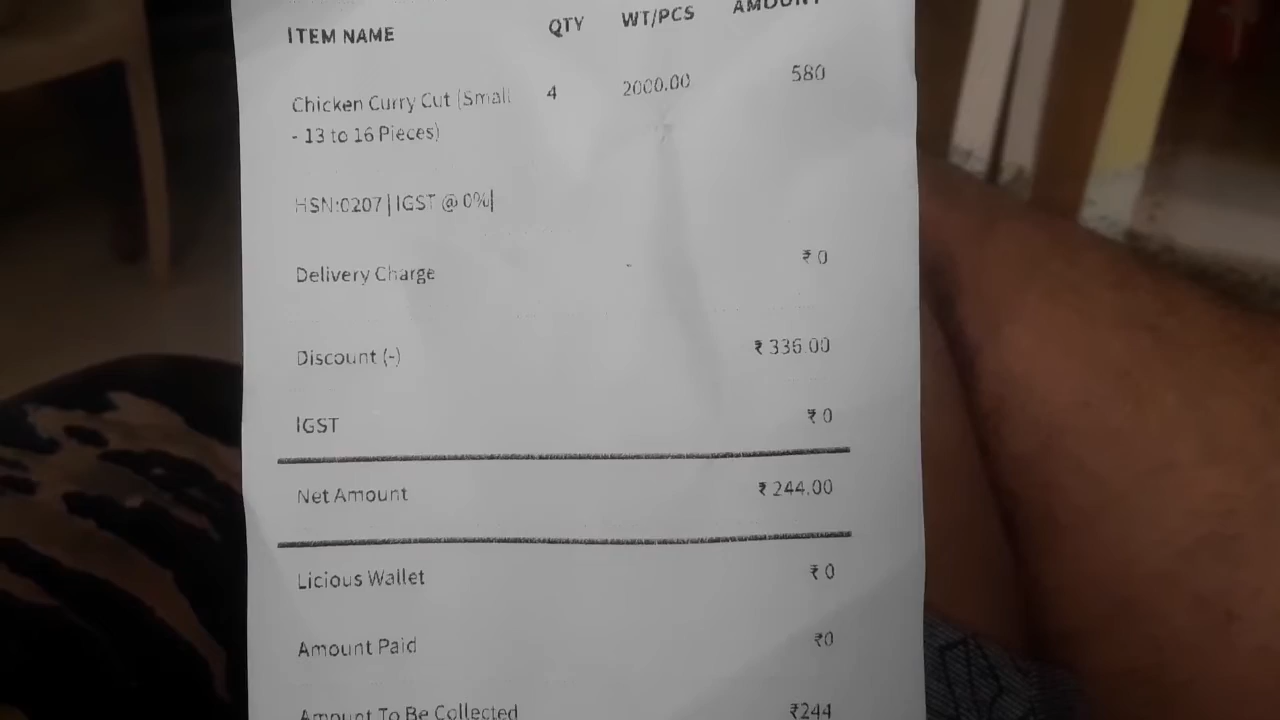 ITEM NAME QTY WT/PCS AMOUNT
Chicken Curry Cut (Small 4 2000.00 580
- 13 to 16 Pieces)
HSN:0207 | IGST @ 0%|
Delivery Charge - ₹ 0
Discount (-) ₹ 336.00
IGST ₹ 0
Net Amount ₹ 244.00
Licious Wallet ₹ 0
Amount Paid ₹0
Amount To Be Collected ₹244